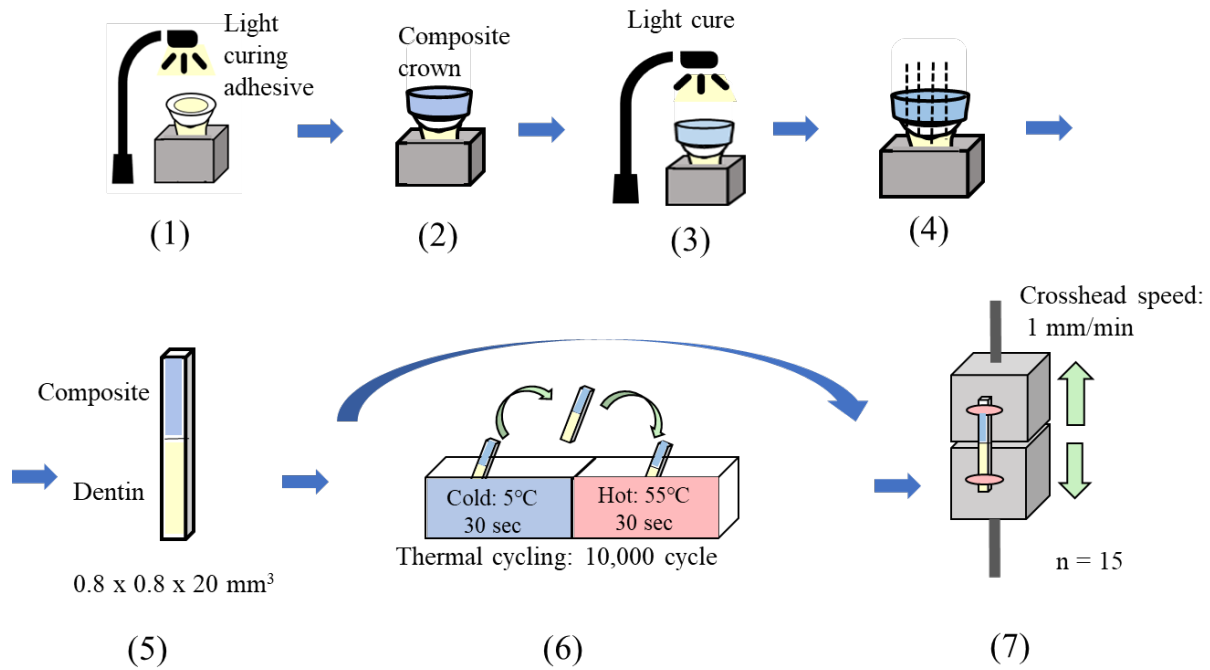 Light
curing
adhesive
(1)
Composite
crown
(2)
Light cure
(3)
(4)
Composite
Dentin
0.8 x 0.8 x 20 mm³
(5)
Cold: 5℃
30 sec
Hot: 55℃
30 sec
Thermal cycling: 10,000 cycle
(6)
Crosshead speed:
1 mm/min
n = 15
(7)